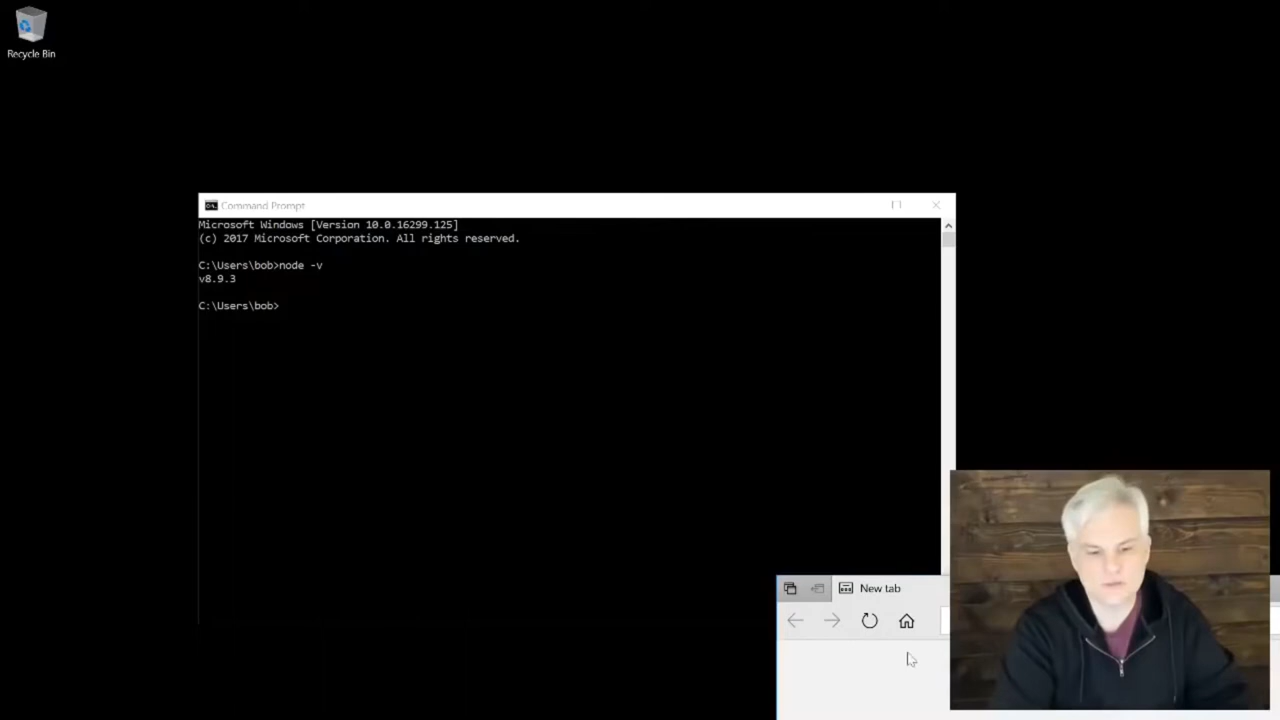 Recycle Bin
Command Prompt
Microsoft Windows [Version 10.0.16299.125]
(c) 2017 Microsoft Corporation. All rights reserved.
C:\Users\bob>node -v
v8.9.3
C:\Users\bob>
New tab